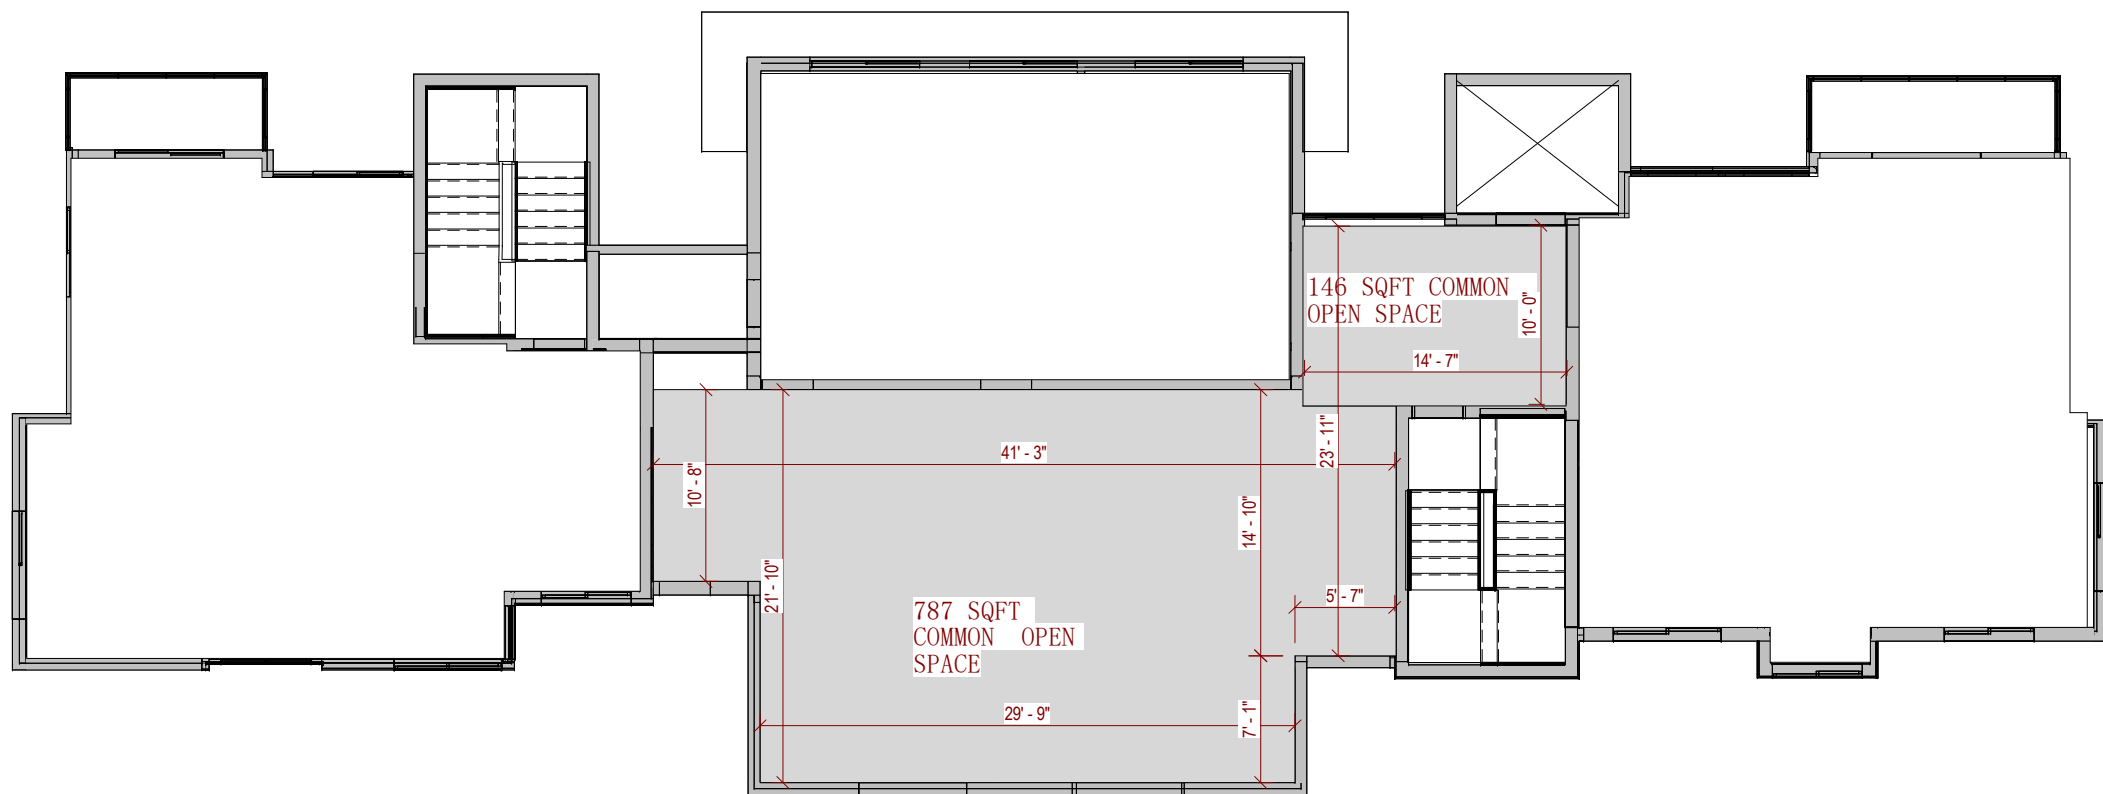 146 SQFT COMMON
OPEN SPACE
10' - 0"
14' - 7"
23' - 11"
41' - 3"
10' - 8"
14' - 10"
21' - 10"
5' - 7"
787 SQFT
COMMON OPEN
SPACE
29' - 9"
7' - 1"